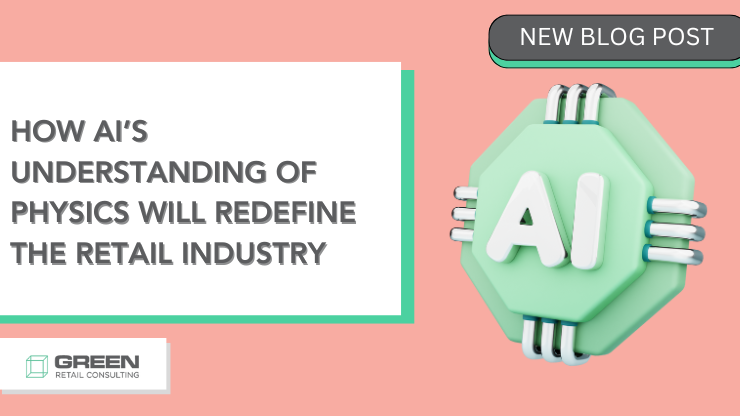 NEW BLOG POST
HOW AI'S
UNDERSTANDING OF
PHYSICS WILL REDEFINE
THE RETAIL INDUSTRY
AI
GREEN
RETAIL CONSULTING